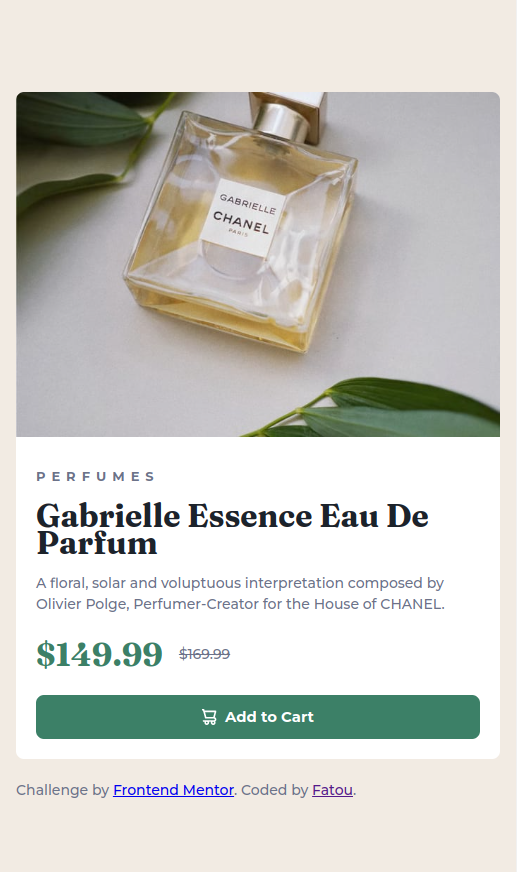 GABRIELLE
CHANEL
PARIS
PERFUMES
Gabrielle Essence Eau De
Parfum
A floral, solar and voluptuous interpretation composed by
Olivier Polge, Perfumer-Creator for the House of CHANEL.
$149.99 $169.99
Add to Cart
Challenge by Frontend Mentor. Coded by Fatou.